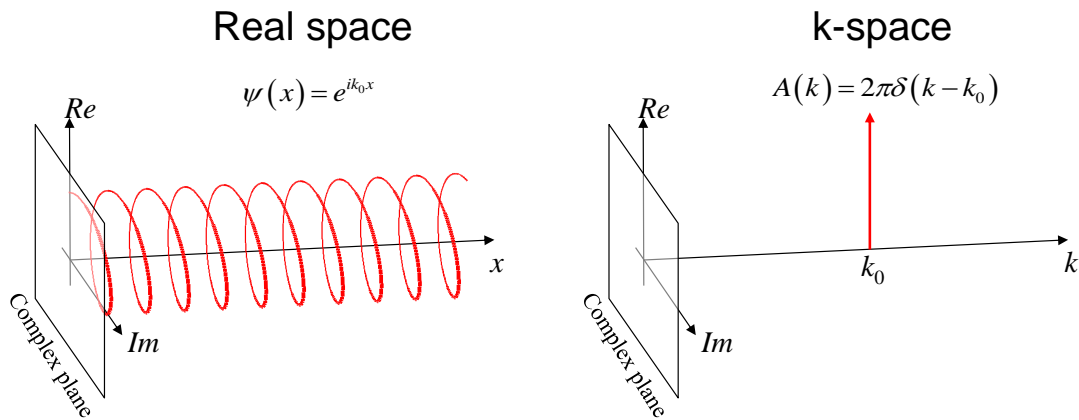 Real space
ψ(x) = e^{ik₀x}
Re
x
Im
Complex plane
k-space
A(k) = 2πδ(k − k₀)
Re
k₀
k
Im
Complex plane